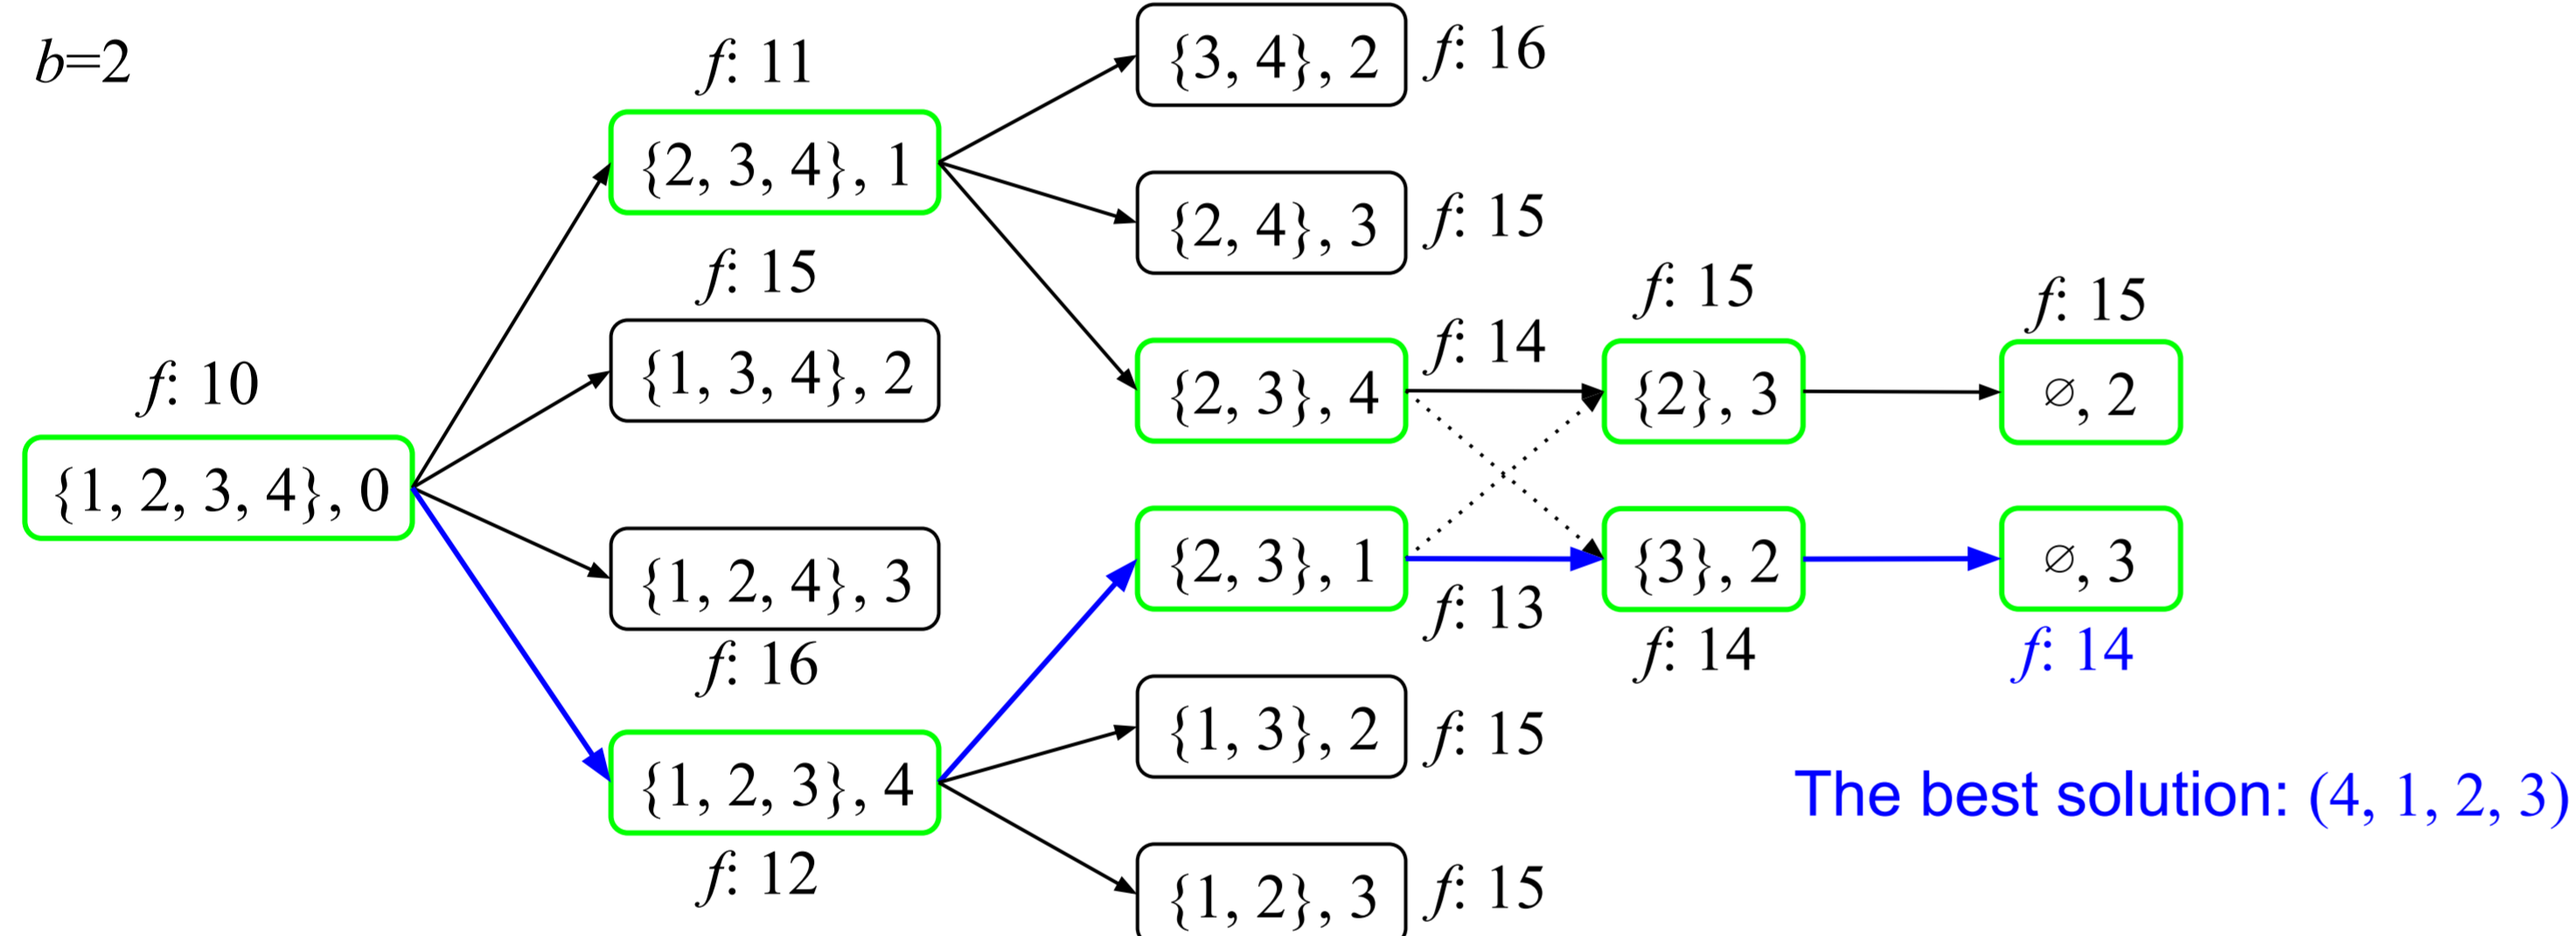 b=2
f: 10
{1, 2, 3, 4}, 0
f: 11
{2, 3, 4}, 1
f: 15
{1, 3, 4}, 2
{1, 2, 4}, 3
f: 16
{1, 2, 3}, 4
f: 12
{3, 4}, 2 f: 16
{2, 4}, 3 f: 15
{2, 3}, 4 f: 14
{2, 3}, 1 f: 13
{1, 3}, 2 f: 15
{1, 2}, 3 f: 15
f: 15
{2}, 3
{3}, 2
f: 14
f: 15
∅, 2
∅, 3
f: 14
The best solution: (4, 1, 2, 3)